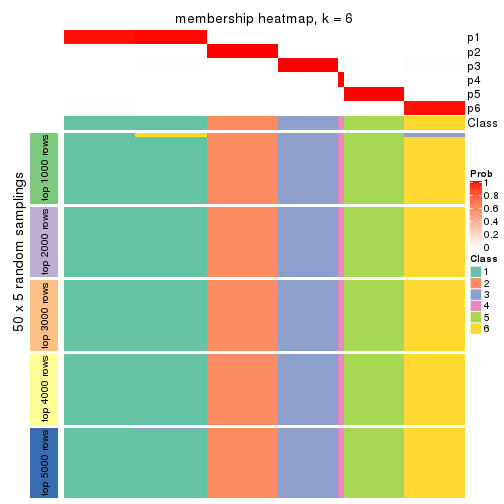 membership heatmap, k = 6
p1
p2
p3
p4
p5
p6
Class
50 x 5 random samplings
top 1000 rows
top 2000 rows
top 3000 rows
top 4000 rows
top 5000 rows
Prob
1
0.8
0.6
0.4
0.2
0
Class
1
2
3
4
5
6